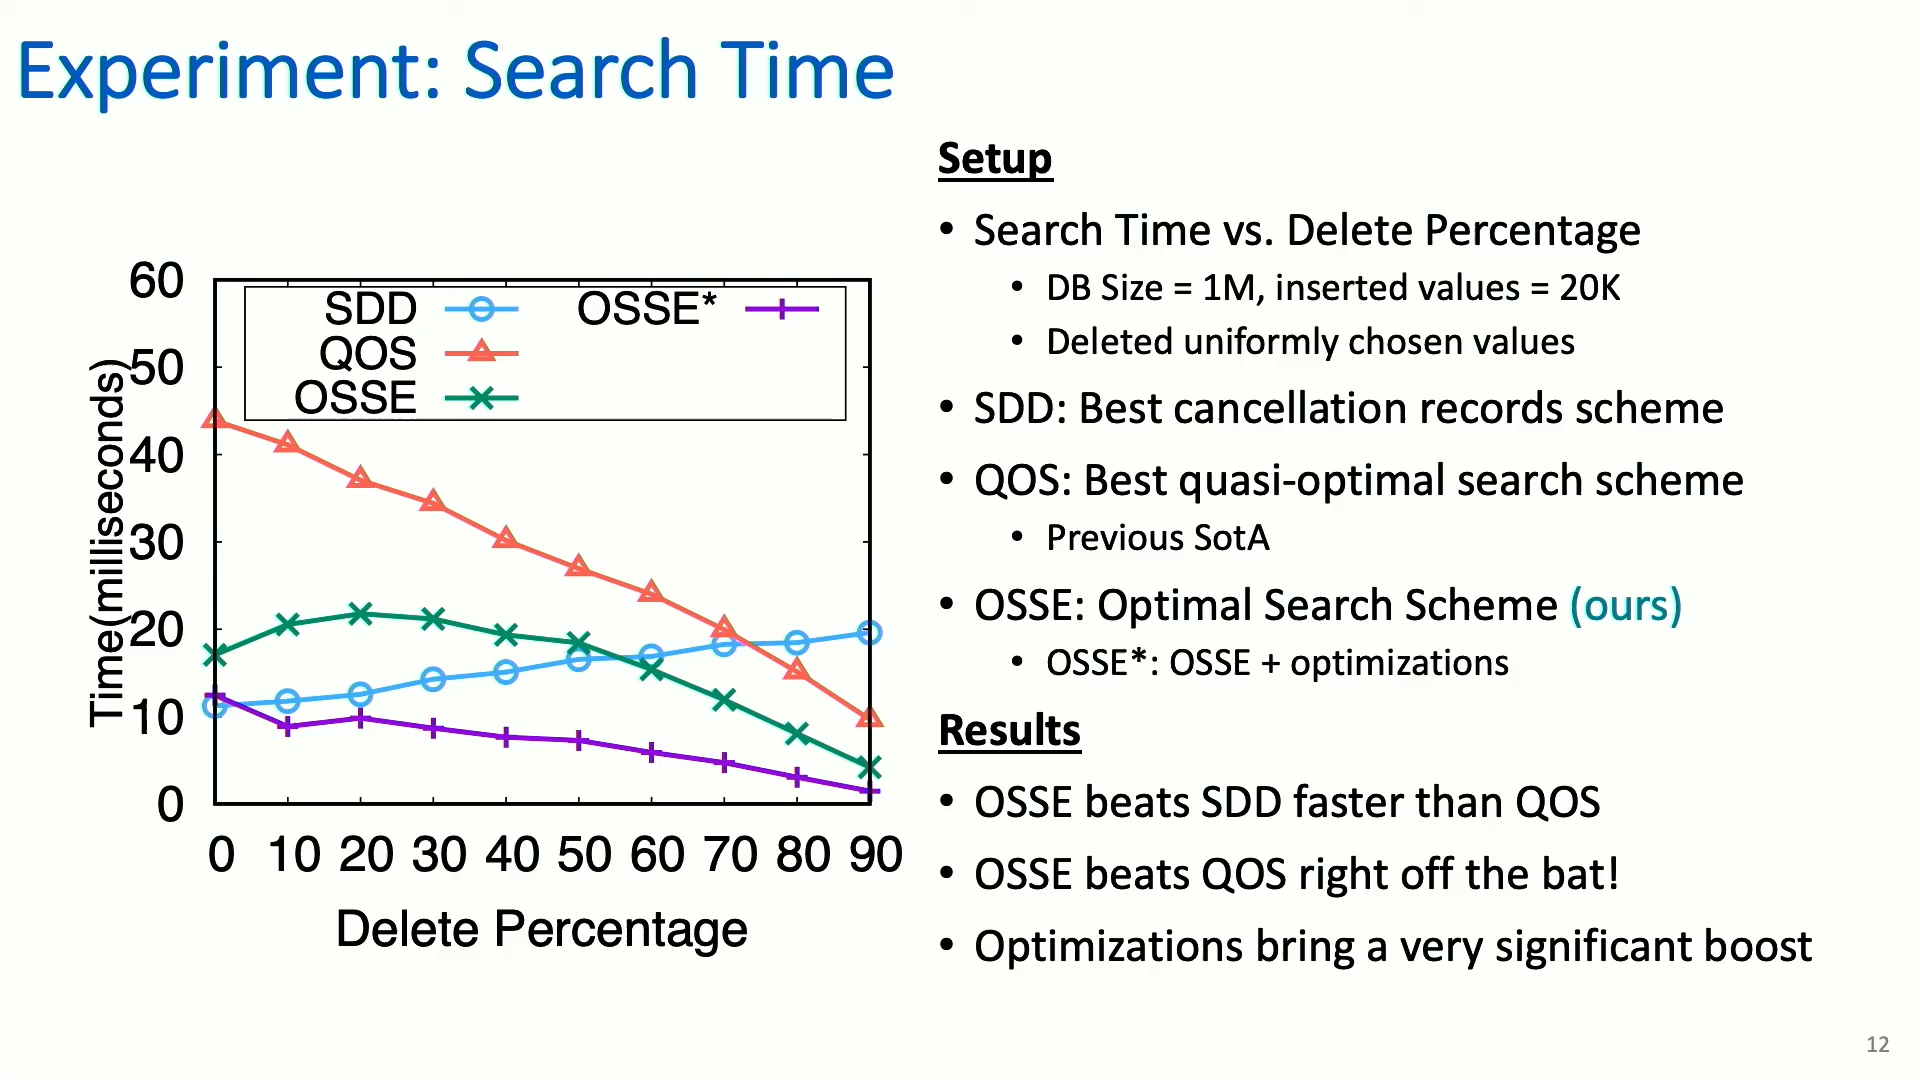 Experiment: Search Time
60
50
40
30
20
10
0
Time(milliseconds)
SDD
OSSE*
QOS
OSSE
0 10 20 30 40 50 60 70 80 90
Delete Percentage
Setup
• Search Time vs. Delete Percentage
• DB Size = 1M, inserted values = 20K
• Deleted uniformly chosen values
• SDD: Best cancellation records scheme
• QOS: Best quasi-optimal search scheme
• Previous SotA
• OSSE: Optimal Search Scheme (ours)
• OSSE*: OSSE + optimizations
Results
• OSSE beats SDD faster than QOS
• OSSE beats QOS right off the bat!
• Optimizations bring a very significant boost
12